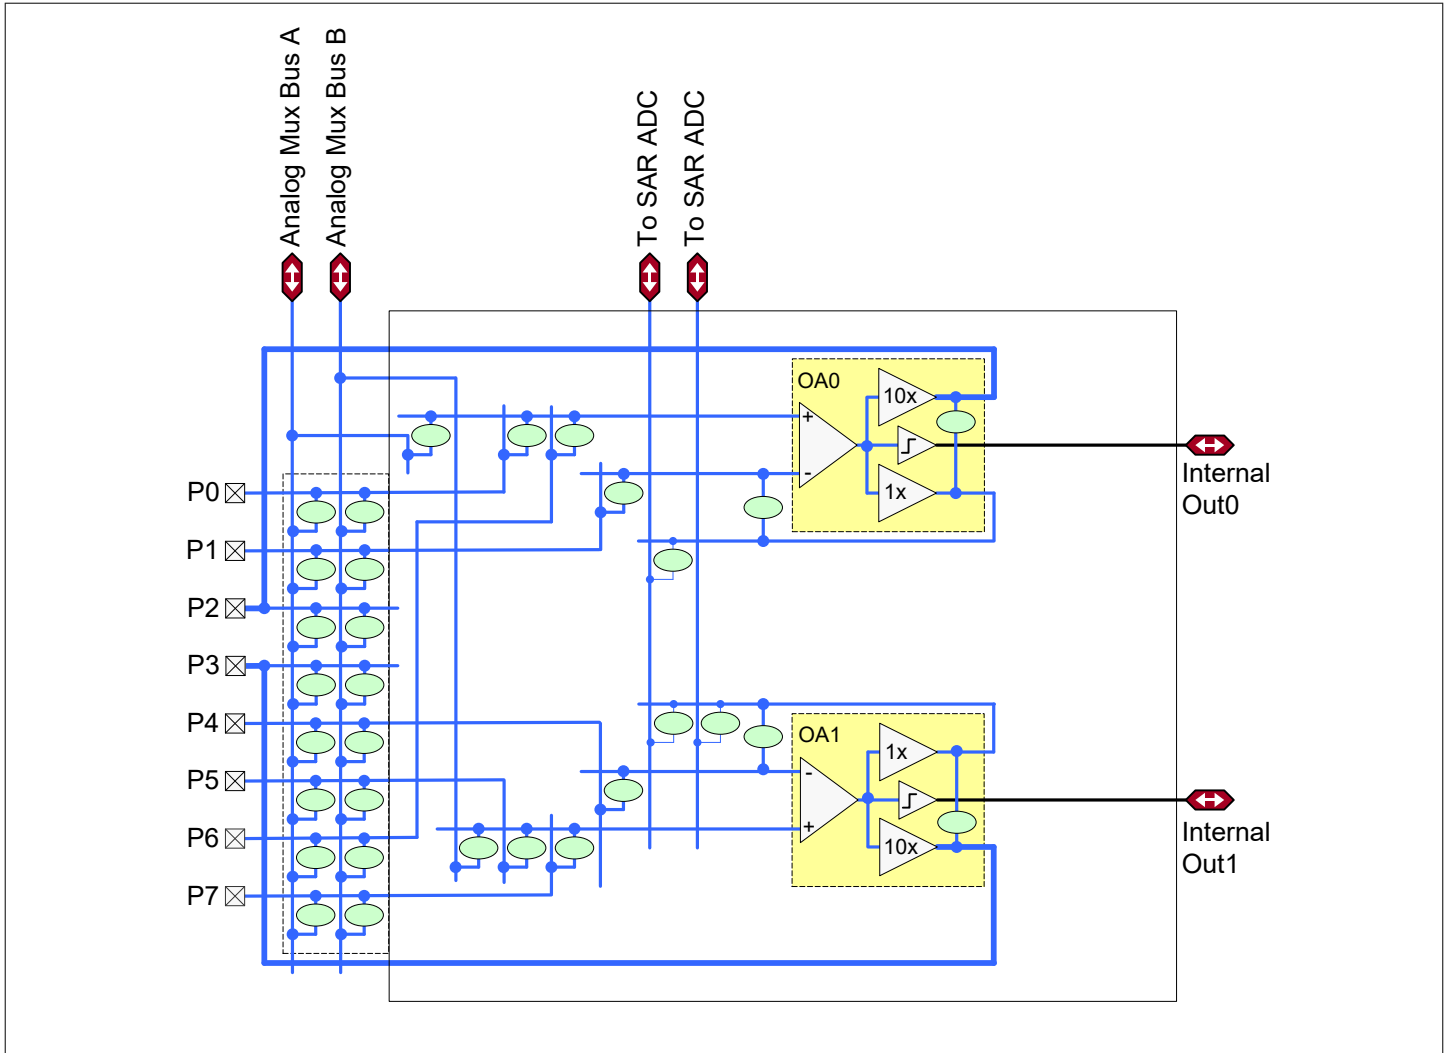 Analog Mux Bus A
Analog Mux Bus B
To SAR ADC
To SAR ADC
OA0
10x
+
-
1x
Internal
Out0
P0
P1
P2
P3
P4
P5
P6
P7
OA1
1x
-
+
10x
Internal
Out1